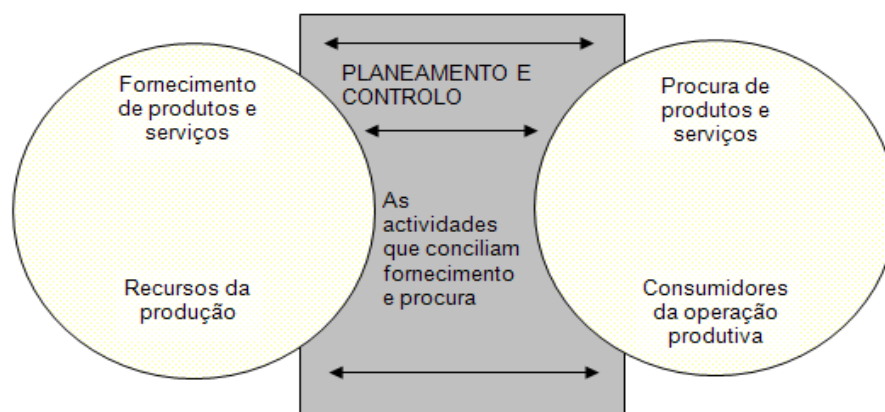 Fornecimento
de produtos e
serviços
Recursos da
produção
PLANEAMENTO E
CONTROLO
As
actividades
que conciliam
fornecimento
e procura
Procura de
produtos e
serviços
Consumidores
da operação
produtiva